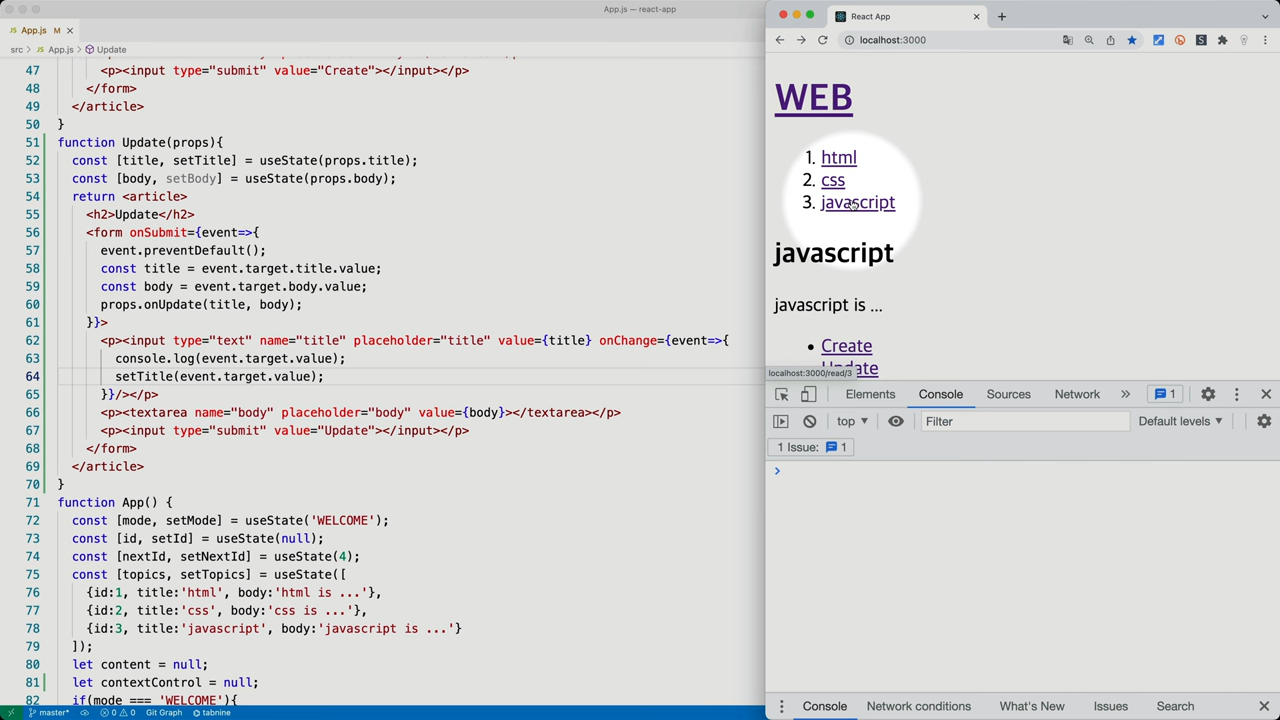 App.js — react-app
JS App.js M ×
src > JS App.js > Update
47 <p><input type="submit" value="Create"></input></p>
48 </form>
49 </article>
50 }
51 function Update(props){
52 const [title, setTitle] = useState(props.title);
53 const [body, setBody] = useState(props.body);
54 return <article>
55 <h2>Update</h2>
56 <form onSubmit={event=>{
57 event.preventDefault();
58 const title = event.target.title.value;
59 const body = event.target.body.value;
60 props.onUpdate(title, body);
61 }}>
62 <p><input type="text" name="title" placeholder="title" value={title} onChange={event=>{
63 console.log(event.target.value);
64 setTitle(event.target.value);
65 }}/></p>
66 <p><textarea name="body" placeholder="body" value={body}></textarea></p>
67 <p><input type="submit" value="Update"></input></p>
68 </form>
69 </article>
70 }
71 function App() {
72 const [mode, setMode] = useState('WELCOME');
73 const [id, setId] = useState(null);
74 const [nextId, setNextId] = useState(4);
75 const [topics, setTopics] = useState([
76 {id:1, title:'html', body:'html is ...'},
77 {id:2, title:'css', body:'css is ...'},
78 {id:3, title:'javascript', body:'javascript is ...'}
79 ]);
80 let content = null;
81 let contextControl = null;
82 if(mode === 'WELCOME'){
master* 0 0 Git Graph tabnine
React App
localhost:3000
WEB
1. html
2. css
3. javascript
javascript
javascript is ...
• Create
Update
localhost:3000/read/3
Elements Console Sources Network » 1
top Filter Default levels
1 Issue: 1
>
Console Network conditions What's New Issues Search